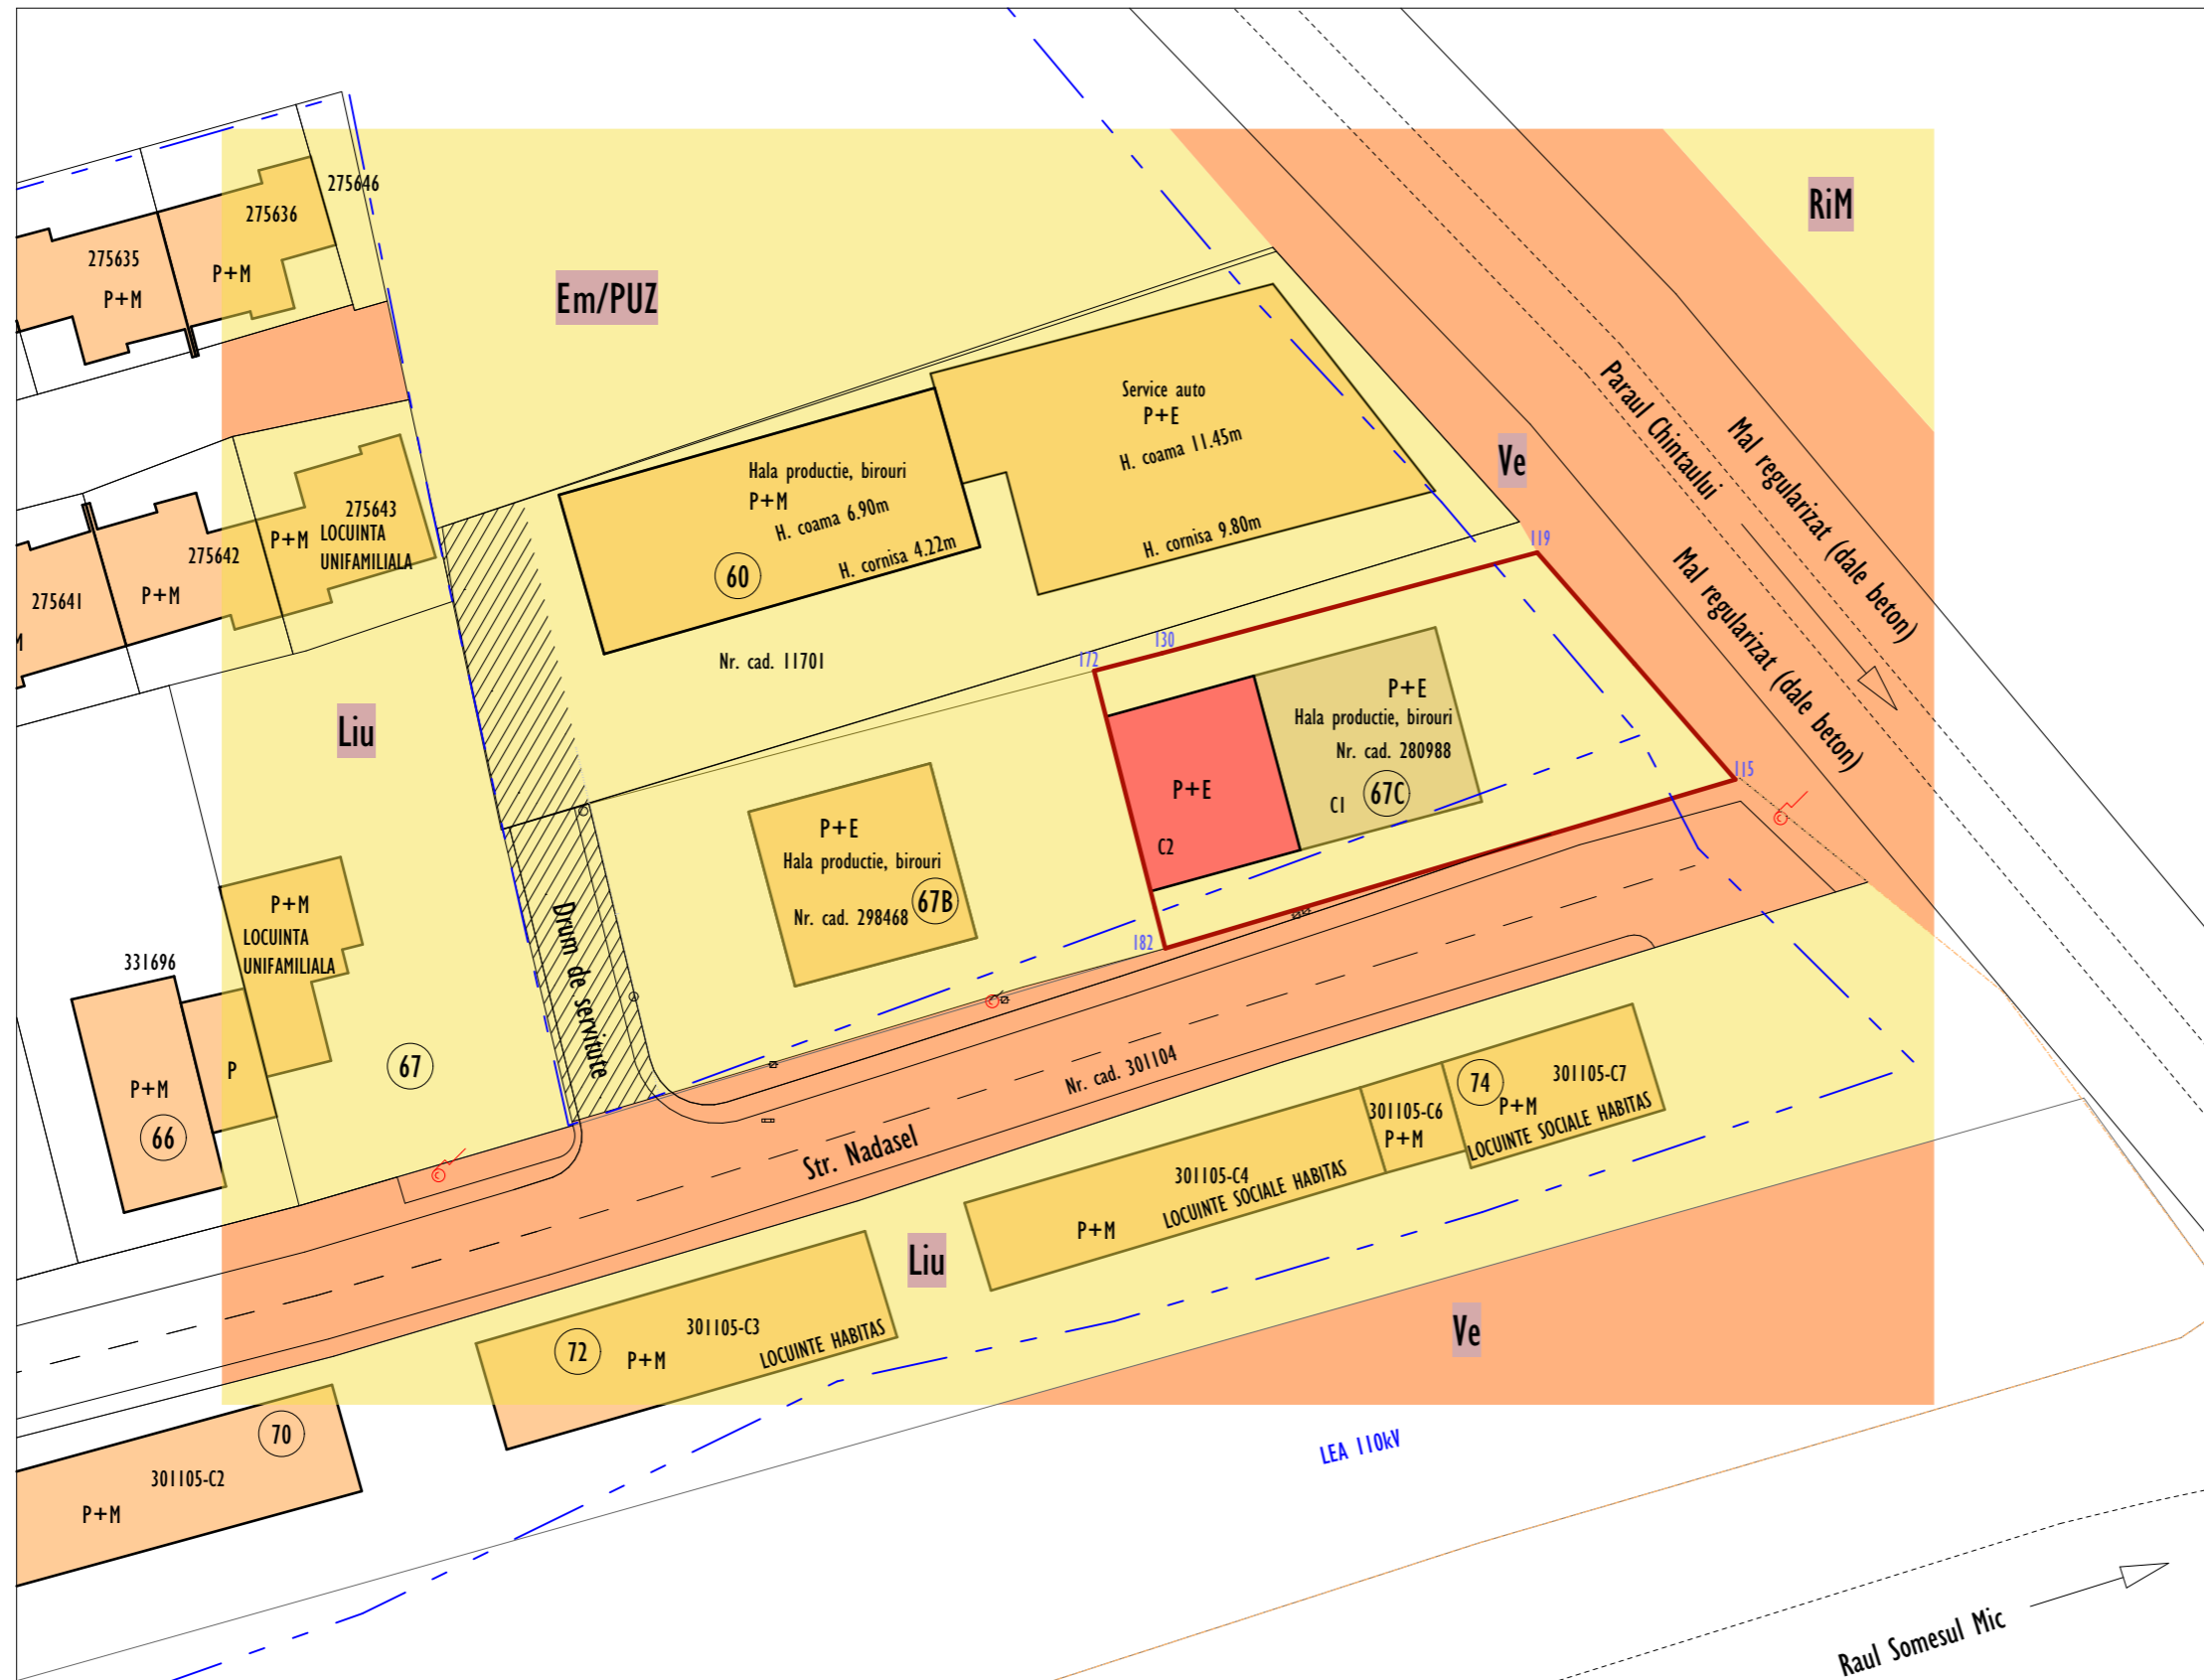 275646
275636
P+M
275635
P+M
Em/PUZ
RiM
Service auto
P+E
H. coama 11.45m
H. cornisa 9.80m
Hala productie, birouri
P+M
H. coama 6.90m
H. cornisa 4.22m
60
Nr. cad. 11701
Ve
Paraul Chintaului
Mal regularizat (dale beton)
Mal regularizat (dale beton)
275643
P+M
LOCUINTA
UNIFAMILIALA
275642
P+M
275641
M
119
130
172
115
182
P+E
Hala productie, birouri
Nr. cad. 280988
C1
67C
P+E
C2
Liu
P+E
Hala productie, birouri
67B
Nr. cad. 298468
Drum de servitute
P+M
LOCUINTA
UNIFAMILIALA
331696
P
P+M
66
67
Nr. cad. 301104
Str. Nadasel
74
301105-C7
P+M
LOCUINTE SOCIALE HABITAS
301105-C6
P+M
301105-C4
LOCUINTE SOCIALE HABITAS
P+M
Liu
Ve
301105-C3
72
P+M
LOCUINTE HABITAS
70
301105-C2
P+M
LEA 110kV
Raul Somesul Mic